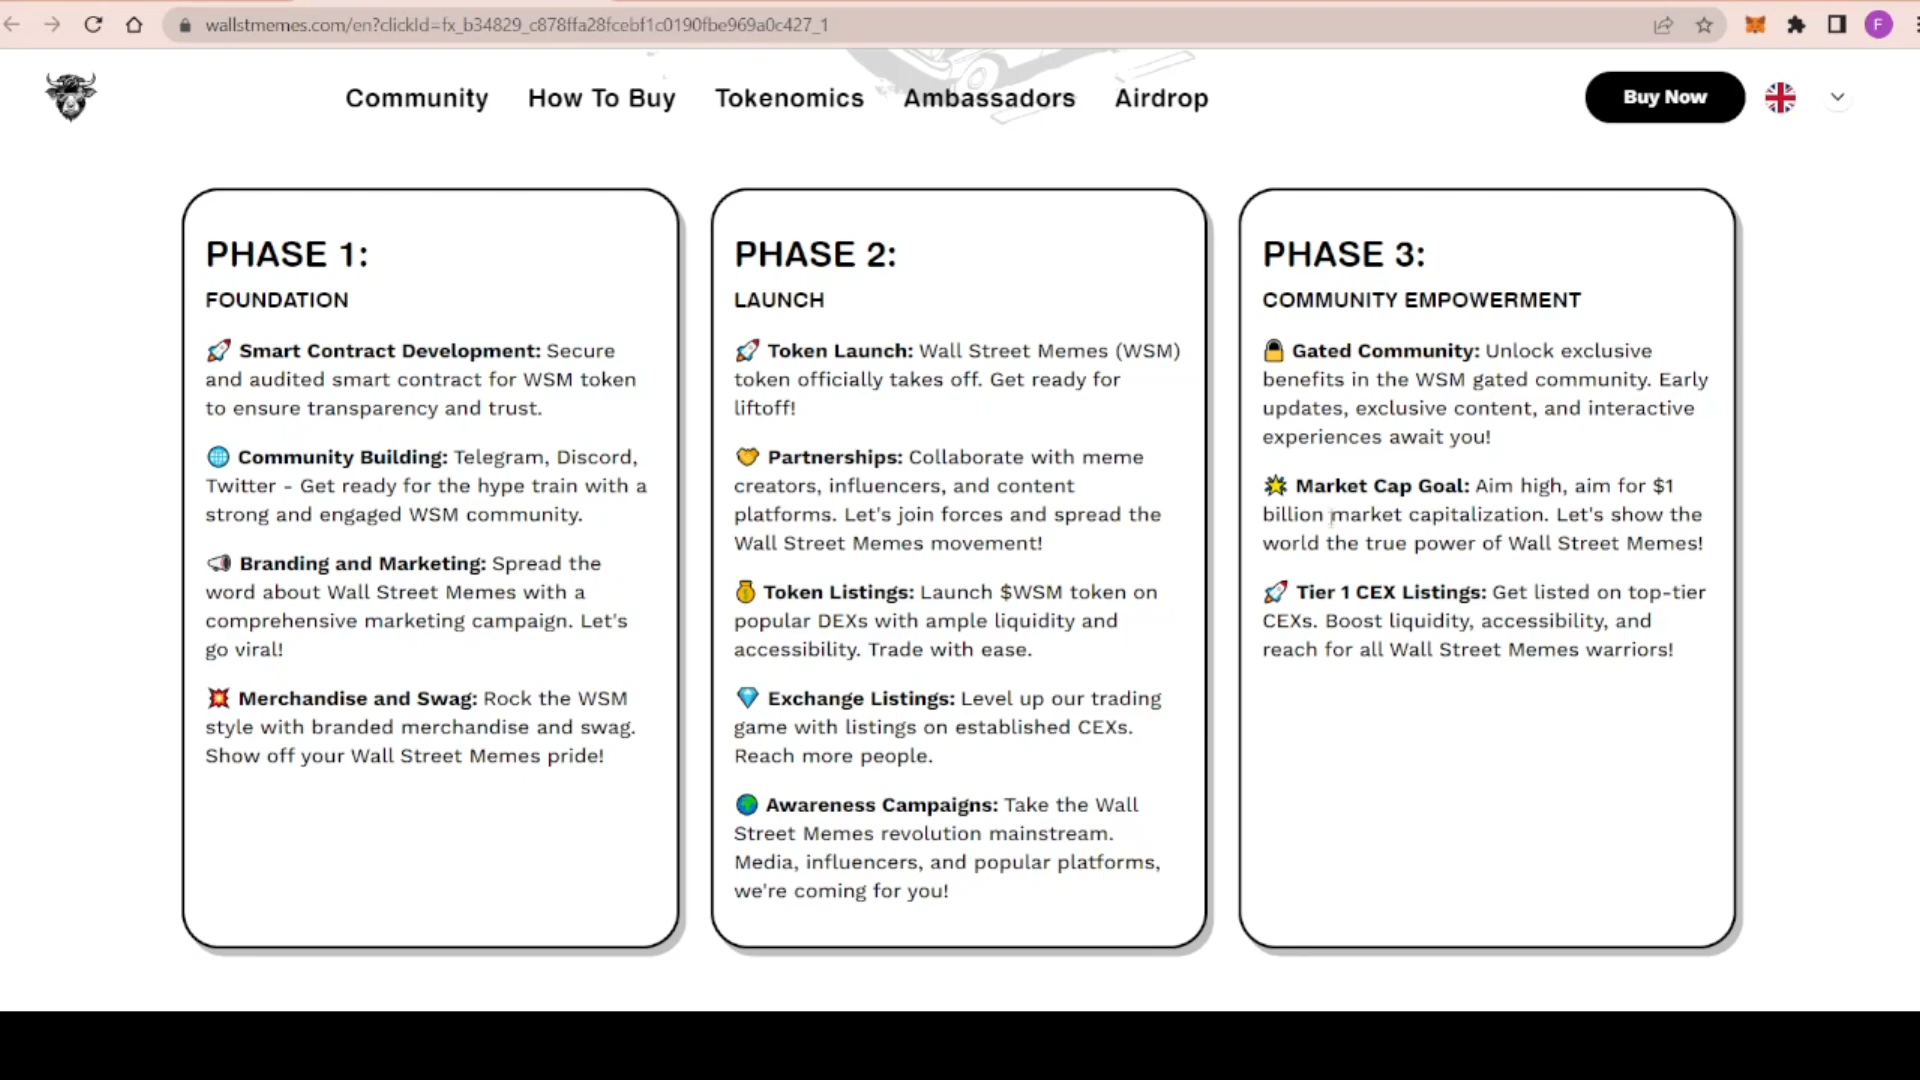 wallstmemes.com/en?clickId=fx_b34829_c878ffa28fcebf1c0190fbe969a0c427_1
F
Community How To Buy Tokenomics Ambassadors Airdrop
Buy Now
PHASE 1:
FOUNDATION
Smart Contract Development: Secure
and audited smart contract for WSM token
to ensure transparency and trust.
Community Building: Telegram, Discord,
Twitter - Get ready for the hype train with a
strong and engaged WSM community.
Branding and Marketing: Spread the
word about Wall Street Memes with a
comprehensive marketing campaign. Let's
go viral!
Merchandise and Swag: Rock the WSM
style with branded merchandise and swag.
Show off your Wall Street Memes pride!
PHASE 2:
LAUNCH
Token Launch: Wall Street Memes (WSM)
token officially takes off. Get ready for
liftoff!
Partnerships: Collaborate with meme
creators, influencers, and content
platforms. Let's join forces and spread the
Wall Street Memes movement!
Token Listings: Launch $WSM token on
popular DEXs with ample liquidity and
accessibility. Trade with ease.
Exchange Listings: Level up our trading
game with listings on established CEXs.
Reach more people.
Awareness Campaigns: Take the Wall
Street Memes revolution mainstream.
Media, influencers, and popular platforms,
we're coming for you!
PHASE 3:
COMMUNITY EMPOWERMENT
Gated Community: Unlock exclusive
benefits in the WSM gated community. Early
updates, exclusive content, and interactive
experiences await you!
Market Cap Goal: Aim high, aim for $1
billion market capitalization. Let's show the
world the true power of Wall Street Memes!
Tier 1 CEX Listings: Get listed on top-tier
CEXs. Boost liquidity, accessibility, and
reach for all Wall Street Memes warriors!